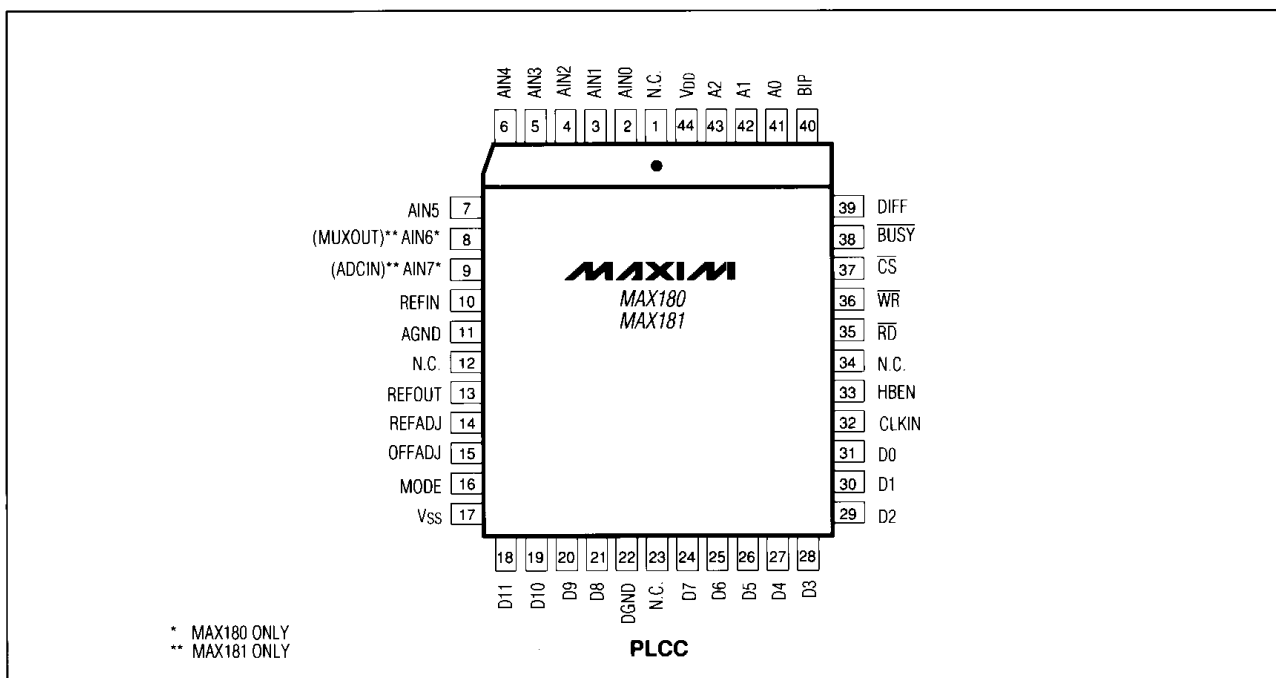 AIN4 AIN3 AIN2 AIN1 AIN0 N.C. VDD A2 A1 A0 BIP
6 5 4 3 2 1 44 43 42 41 40
AIN5 7
(MUXOUT)** AIN6* 8
(ADCIN)** AIN7* 9
REFIN 10
AGND 11
N.C. 12
REFOUT 13
REFADJ 14
OFFADJ 15
MODE 16
VSS 17
MAXIM
MAX180
MAX181
39 DIFF
38 BUSY
37 CS
36 WR
35 RD
34 N.C.
33 HBEN
32 CLKIN
31 D0
30 D1
29 D2
18 19 20 21 22 23 24 25 26 27 28
D11 D10 D9 D8 DGND N.C. D7 D6 D5 D4 D3
* MAX180 ONLY
** MAX181 ONLY
PLCC